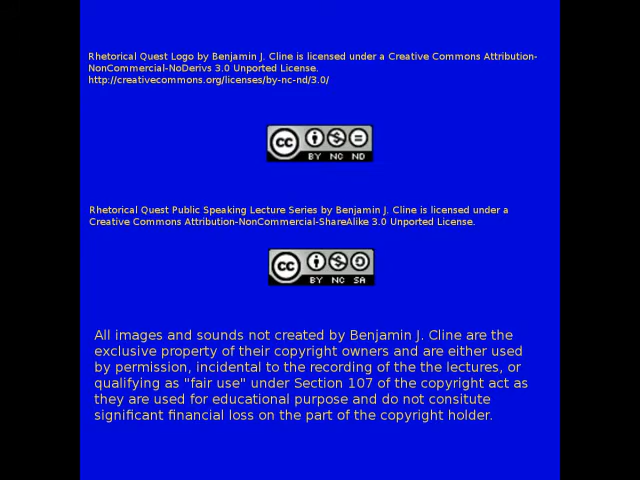 Rhetorical Quest Logo by Benjamin J. Cline is licensed under a Creative Commons Attribution-
NonCommercial-NoDerivs 3.0 Unported License.
http://creativecommons.org/licenses/by-nc-nd/3.0/
cc
BY NC ND
Rhetorical Quest Public Speaking Lecture Series by Benjamin J. Cline is licensed under a
Creative Commons Attribution-NonCommercial-ShareAlike 3.0 Unported License.
cc
BY NC SA
All images and sounds not created by Benjamin J. Cline are the
exclusive property of their copyright owners and are either used
by permission, incidental to the recording of the the lectures, or
qualifying as "fair use" under Section 107 of the copyright act as
they are used for educational purpose and do not consitute
significant financial loss on the part of the copyright holder.